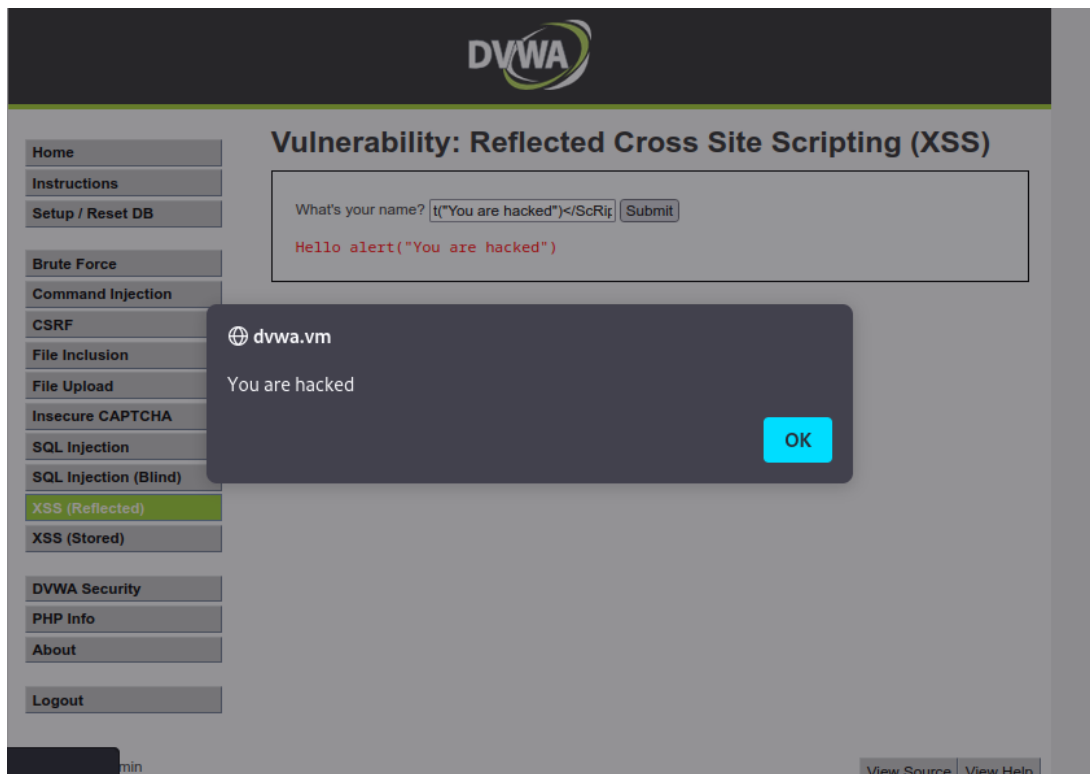 DVWA
Vulnerability: Reflected Cross Site Scripting (XSS)
Home
Instructions
Setup / Reset DB
Brute Force
Command Injection
CSRF
File Inclusion
File Upload
Insecure CAPTCHA
SQL Injection
SQL Injection (Blind)
XSS (Reflected)
XSS (Stored)
DVWA Security
PHP Info
About
Logout
What's your name? t("You are hacked")</ScRip Submit
Hello alert("You are hacked")
dvwa.vm
You are hacked
OK
min
View Source View Help